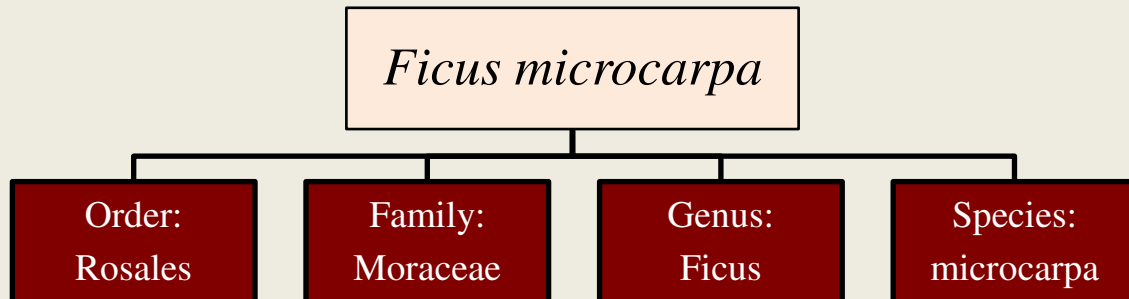 Ficus microcarpa
Order:
Rosales
Family:
Moraceae
Genus:
Ficus
Species:
microcarpa